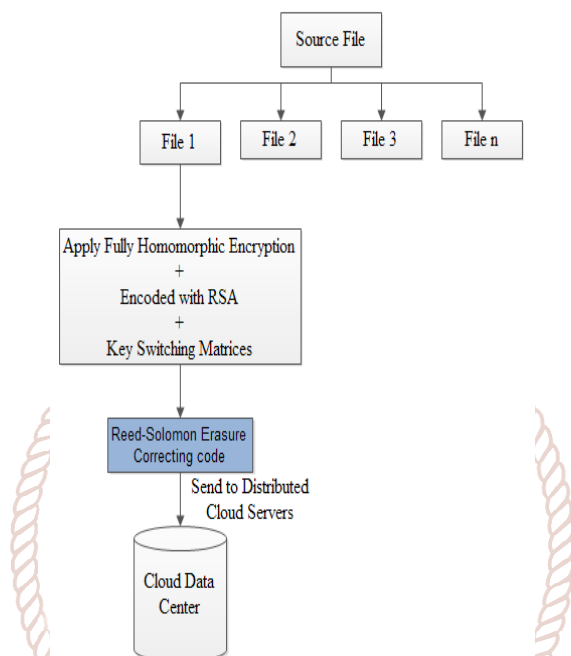 Source File
File 1
File 2
File 3
File n
Apply Fully Homomorphic Encryption
+
Encoded with RSA
+
Key Switching Matrices
Reed-Solomon Erasure
Correcting code
Send to Distributed
Cloud Servers
Cloud Data
Center